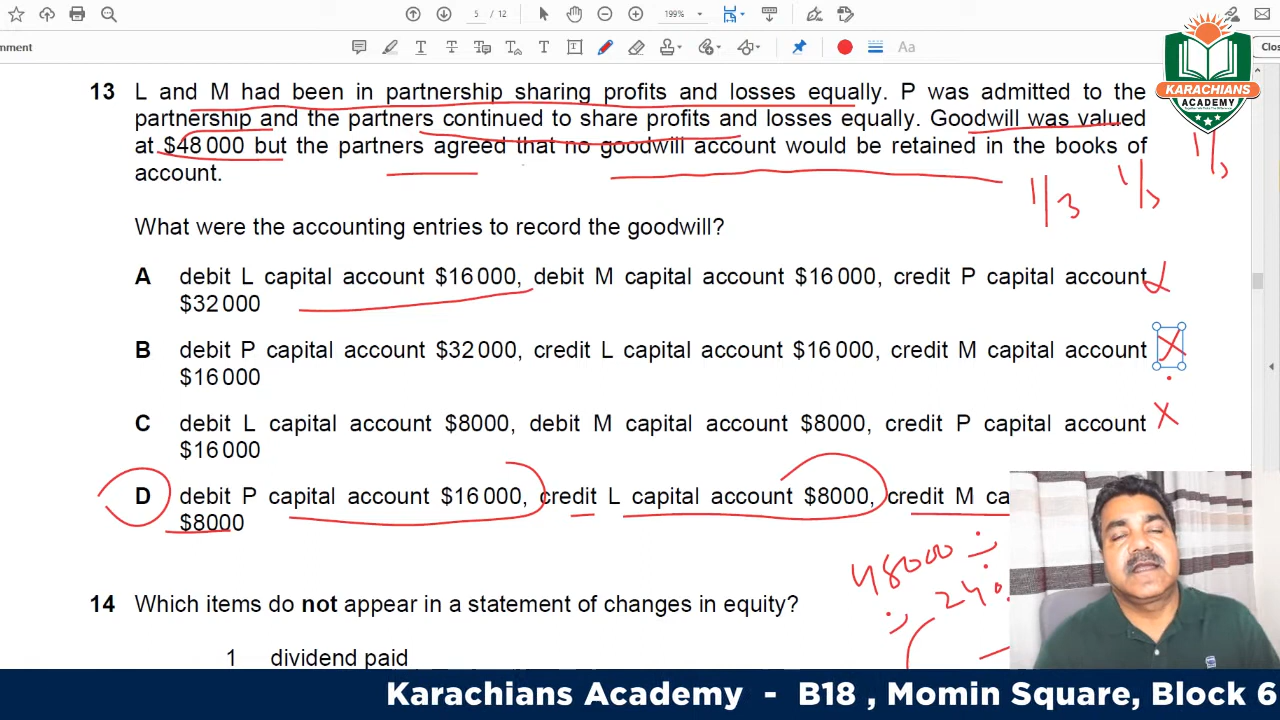 5 / 12
199%
mment
Clos
KARACHIANS
ACADEMY
13 L and M had been in partnership sharing profits and losses equally. P was admitted to the
partnership and the partners continued to share profits and losses equally. Goodwill was valued
at $48 000 but the partners agreed that no goodwill account would be retained in the books of
account.
1/3 1/3 1/3
What were the accounting entries to record the goodwill?
A debit L capital account $16 000, debit M capital account $16 000, credit P capital account
$32 000
B debit P capital account $32 000, credit L capital account $16 000, credit M capital account
$16 000
C debit L capital account $8000, debit M capital account $8000, credit P capital account
$16 000
D debit P capital account $16 000, credit L capital account $8000, credit M ca
$8000
48000
14 Which items do not appear in a statement of changes in equity?
1 dividend paid
Karachians Academy - B18 , Momin Square, Block 6